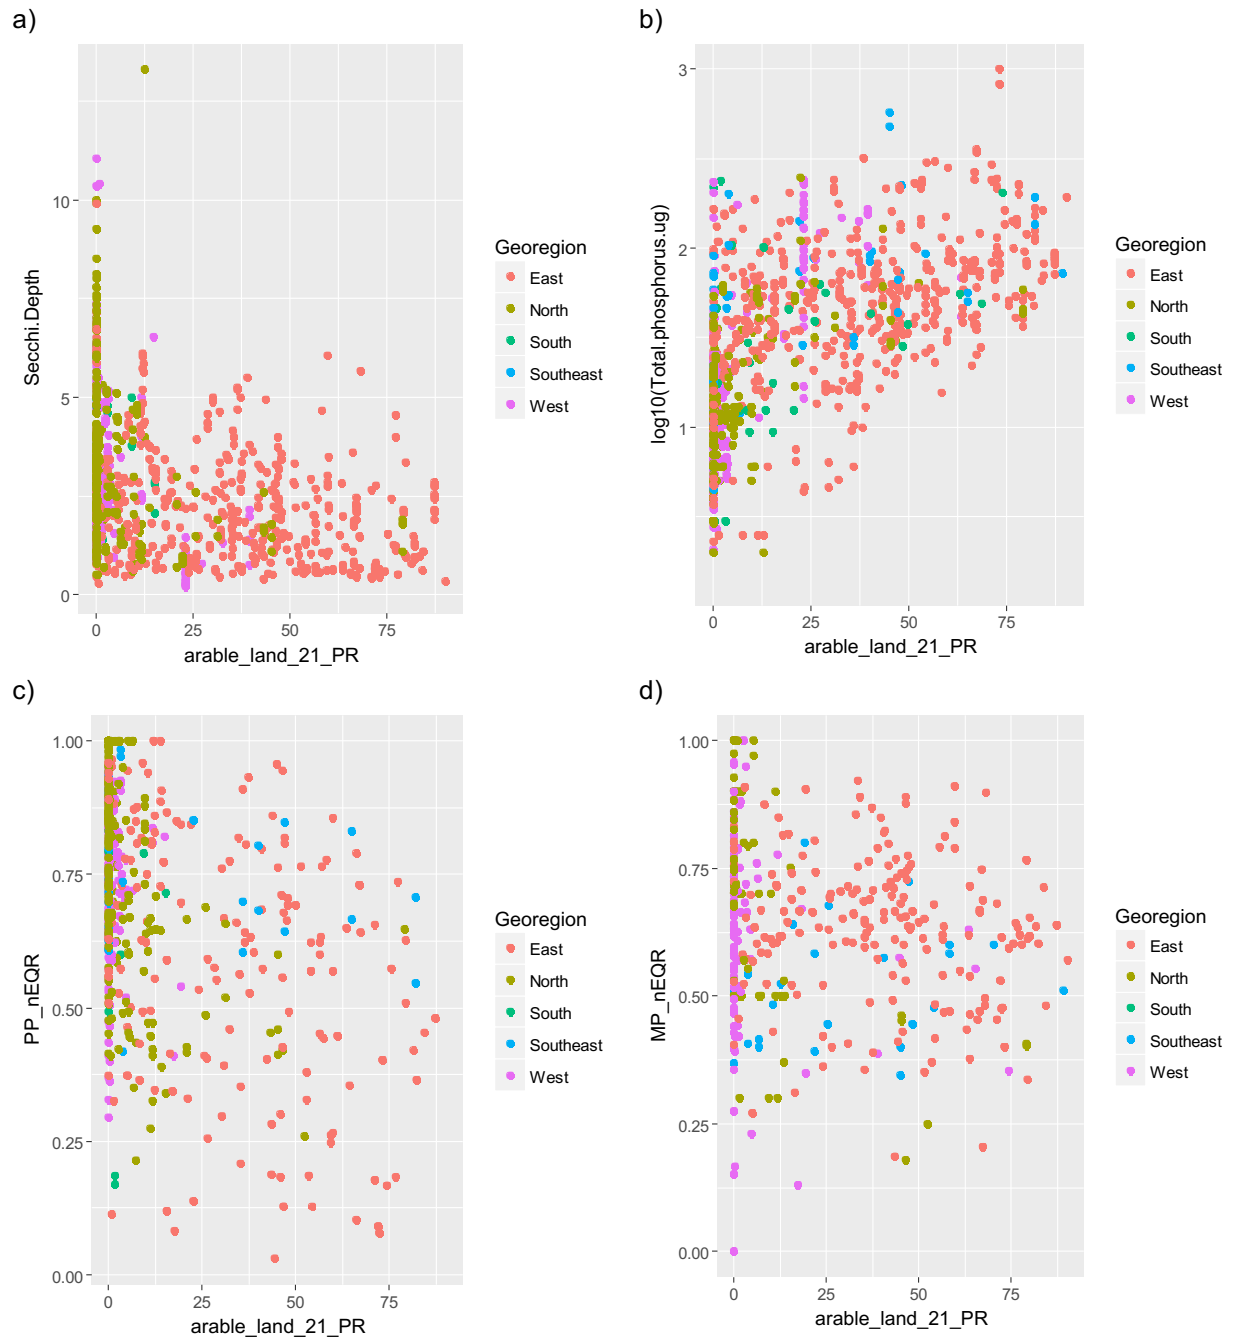 a)
Secchi.Depth
10
5
0
0 25 50 75
arable_land_21_PR
Georegion
East
North
South
Southeast
West
b)
log10(Total.phosphorus.ug)
3
2
1
0 25 50 75
arable_land_21_PR
Georegion
East
North
South
Southeast
West
c)
PP_nEQR
1.00
0.75
0.50
0.25
0.00
0 25 50 75
arable_land_21_PR
Georegion
East
North
South
Southeast
West
d)
MP_nEQR
1.00
0.75
0.50
0.25
0.00
0 25 50 75
arable_land_21_PR
Georegion
East
North
South
Southeast
West